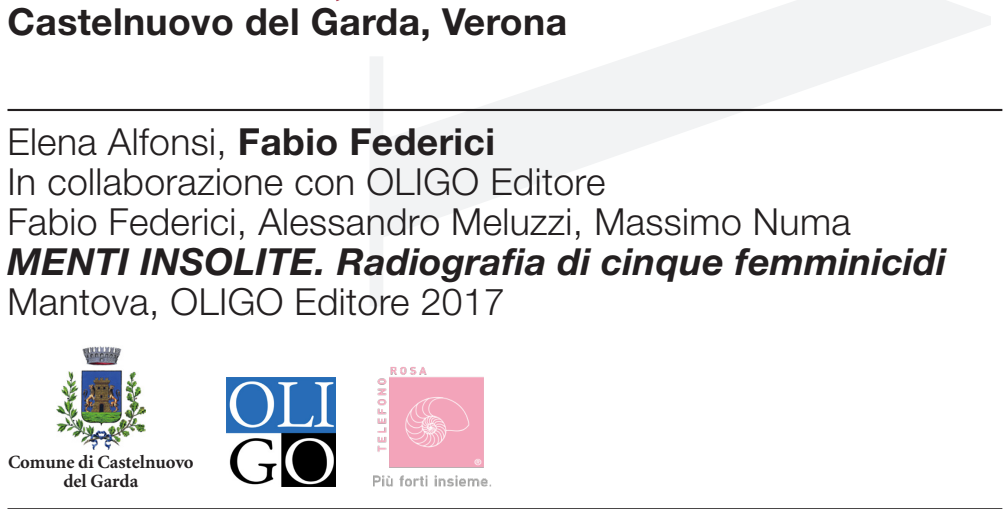 Castelnuovo del Garda, Verona
Elena Alfonsi, Fabio Federici
In collaborazione con OLIGO Editore
Fabio Federici, Alessandro Meluzzi, Massimo Numa
MENTI INSOLITE. Radiografia di cinque femminicidi
Mantova, OLIGO Editore 2017
Comune di Castelnuovo
del Garda
OLI
GO
TELEFONO
ROSA
®
Più forti insieme.